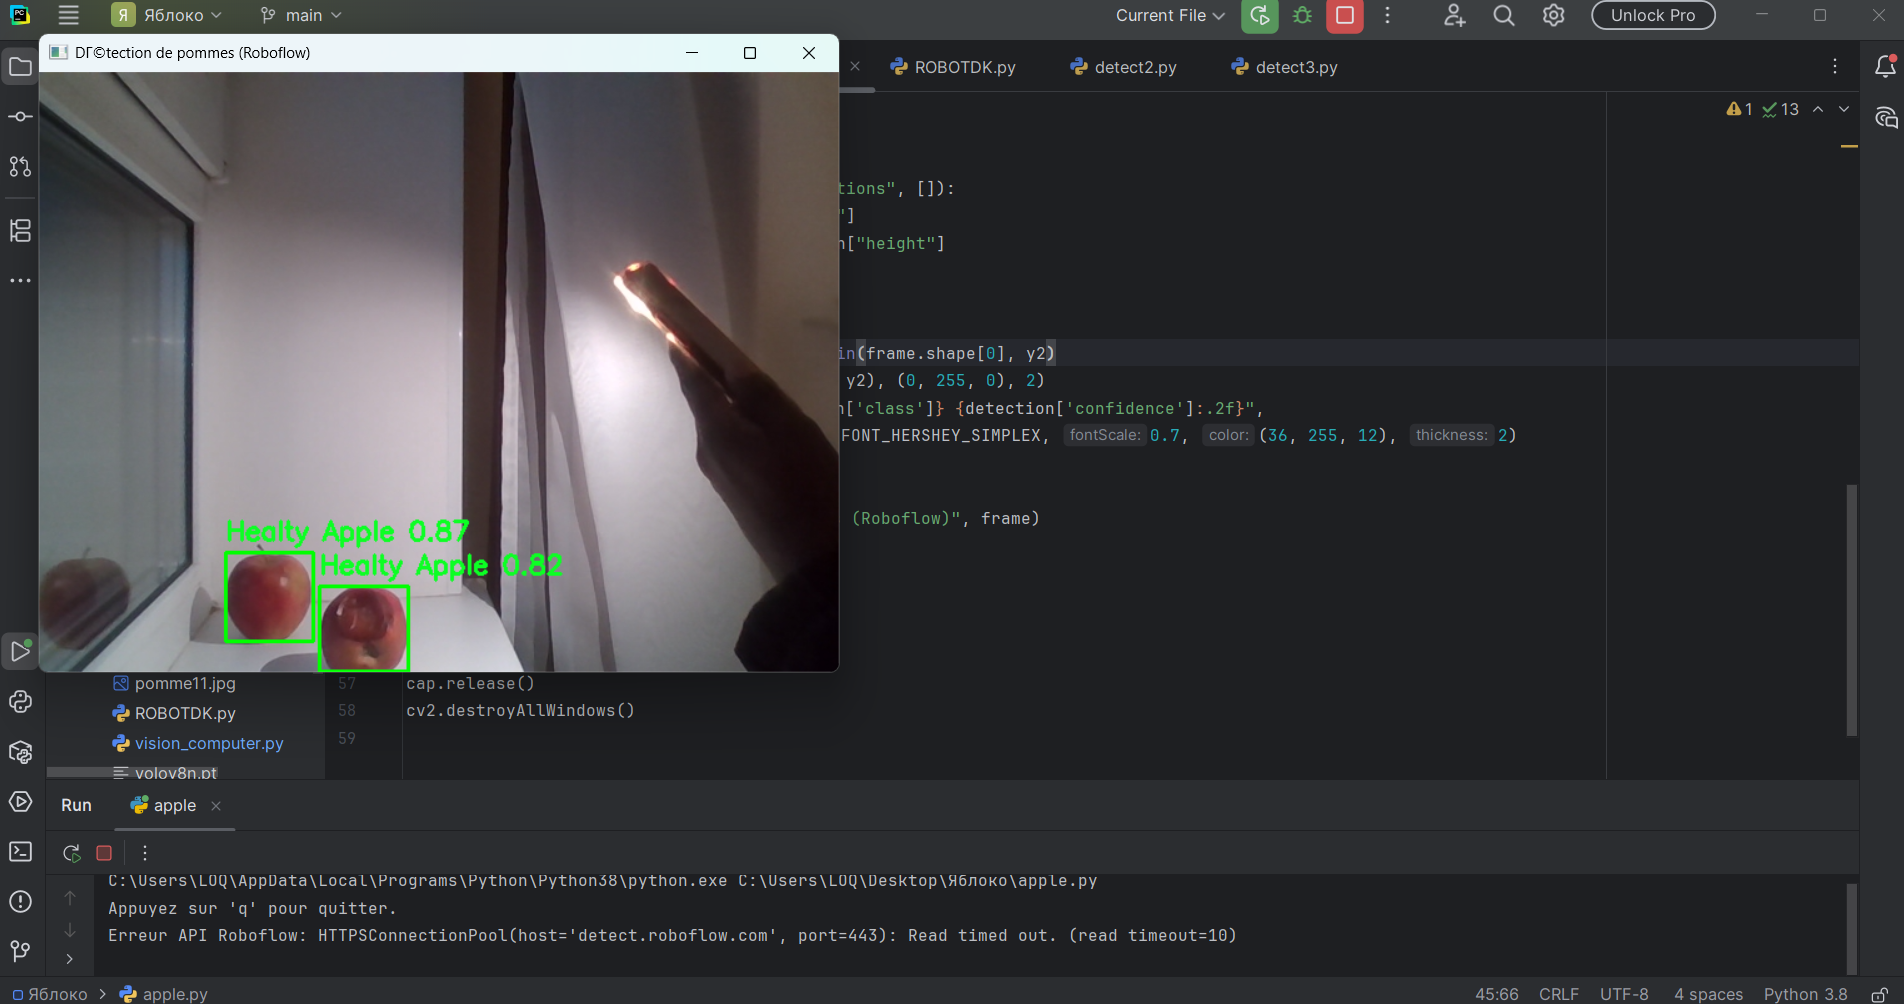 Я Яблоко main Current File Unlock Pro
DГ©tection de pommes (Roboflow)
ROBOTDK.py detect2.py detect3.py
1 13
tions", []):
"]
n["height"]
in(frame.shape[0], y2)
y2), (0, 255, 0), 2)
n['class']} {detection['confidence']:.2f}",
FONT_HERSHEY_SIMPLEX, fontScale: 0.7, color: (36, 255, 12), thickness: 2)
(Roboflow)", frame)
Healty Apple 0.87
Healty Apple 0.82
pomme11.jpg
ROBOTDK.py
vision_computer.py
yolov8n.pt
57 cap.release()
58 cv2.destroyAllWindows()
59
Run apple
C:\Users\LOQ\AppData\Local\Programs\Python\Python38\python.exe C:\Users\LOQ\Desktop\Яблоко\apple.py
Appuyez sur 'q' pour quitter.
Erreur API Roboflow: HTTPSConnectionPool(host='detect.roboflow.com', port=443): Read timed out. (read timeout=10)
Яблоко > apple.py 45:66 CRLF UTF-8 4 spaces Python 3.8